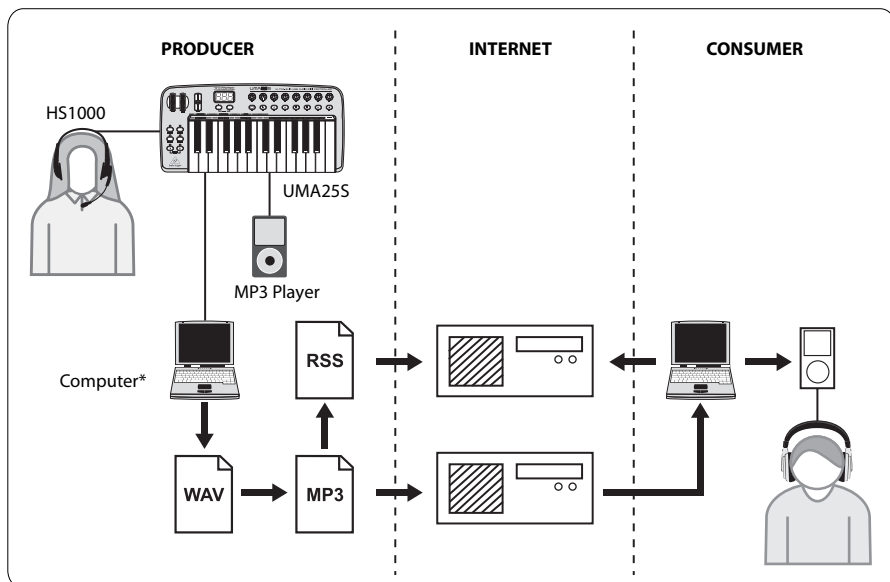 PRODUCER
INTERNET
CONSUMER
HS1000
UMA25S
MP3 Player
Computer*
RSS
WAV
MP3